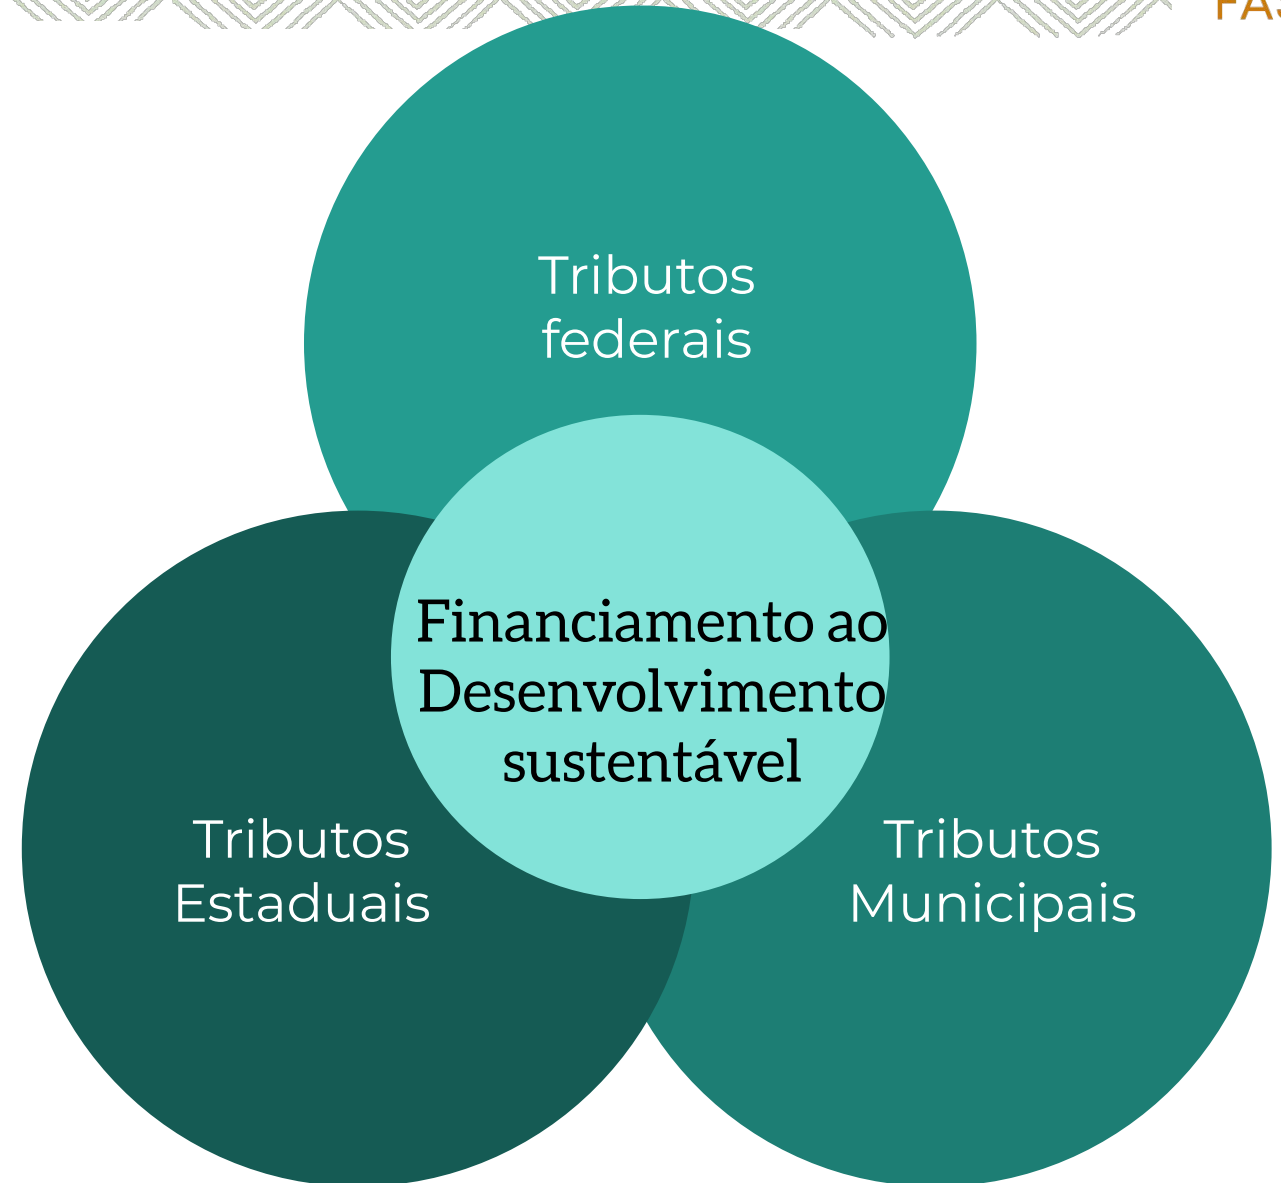 Tributos
federais
Financiamento ao
Desenvolvimento
sustentável
Tributos
Estaduais
Tributos
Municipais